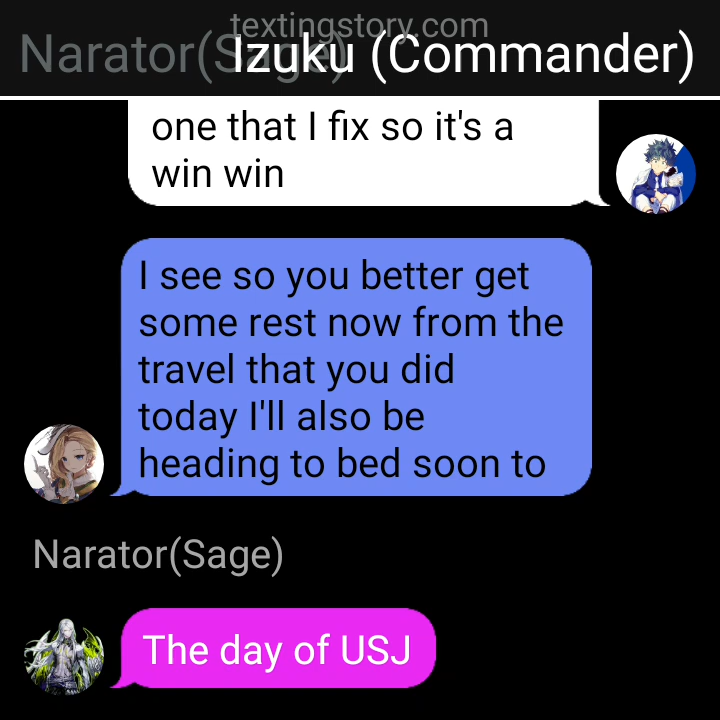 textingstory.com
Narator(Sage)
Izuku (Commander)
one that I fix so it's a
win win
I see so you better get
some rest now from the
travel that you did
today I'll also be
heading to bed soon to
Narator(Sage)
The day of USJ